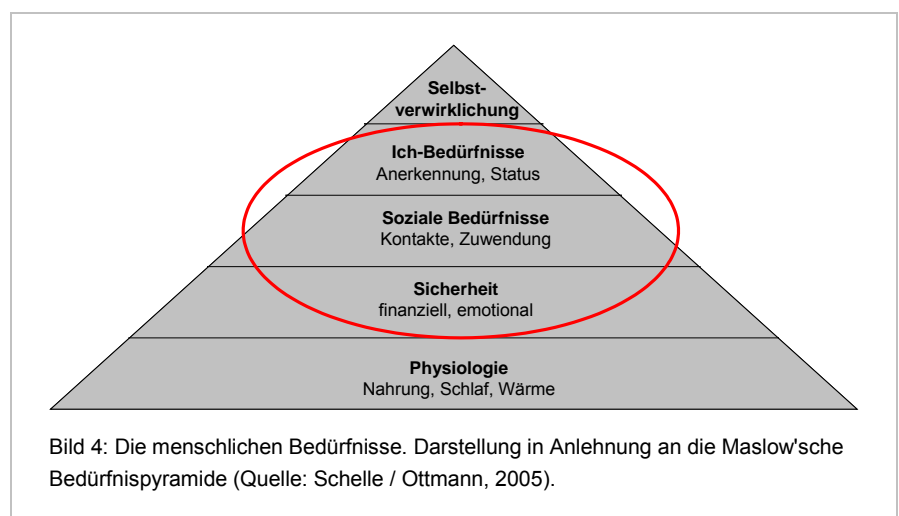 Selbst-
verwirklichung
Ich-Bedürfnisse
Anerkennung, Status
Soziale Bedürfnisse
Kontakte, Zuwendung
Sicherheit
finanziell, emotional
Physiologie
Nahrung, Schlaf, Wärme
Bild 4: Die menschlichen Bedürfnisse. Darstellung in Anlehnung an die Maslow'sche
Bedürfnispyramide (Quelle: Schelle / Ottmann, 2005).